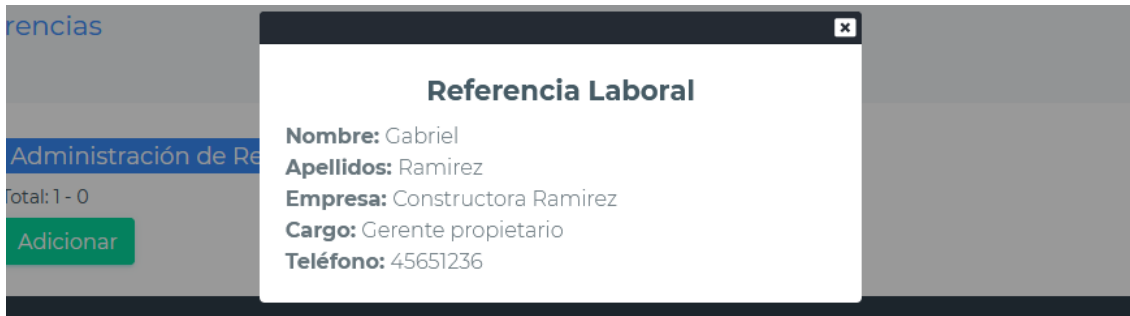 rencias
Referencia Laboral
Nombre: Gabriel
Apellidos: Ramirez
Empresa: Constructora Ramirez
Cargo: Gerente propietario
Teléfono: 45651236
Administración de Re
Total: 1 - 0
Adicionar